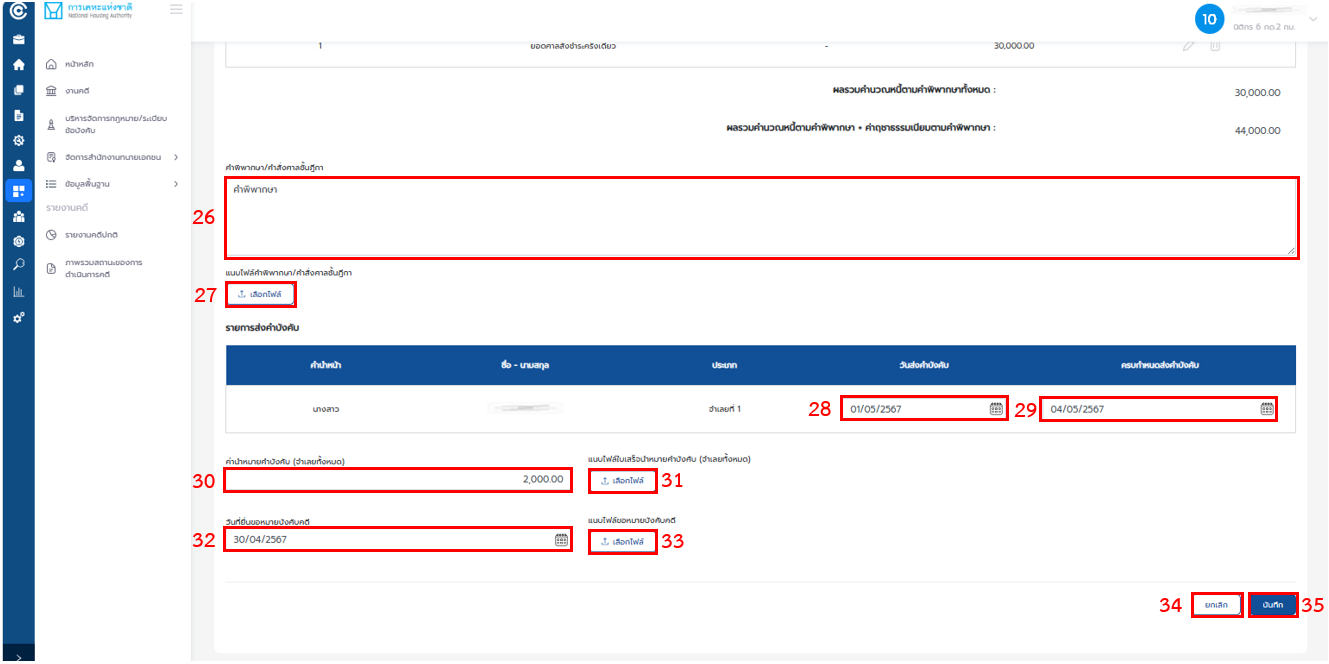 การเคหะแห่งชาติ
National Housing Authority
10
นิติกร 6 กด.2 กม.
หน้าหลัก
งานคดี
บริหารจัดการกฎหมาย/ระเบียบ
ข้อบังคับ
จัดการสำนักงานทนายเอกชน
ข้อมูลพื้นฐาน
รายงานคดี
รายงานคดีปกติ
ภาพรวมสถานะของการ
ดำเนินการคดี
1 ยอดศาลสั่งชำระครั้งเดียว - 30,000.00
ผลรวมคำนวณหนี้ตามคำพิพากษาทั้งหมด : 30,000.00
ผลรวมคำนวณหนี้ตามคำพิพากษา + ค่าฤชาธรรมเนียมตามคำพิพากษา : 44,000.00
คำพิพากษา/คำสั่งศาลชั้นฎีกา
26 คำพิพากษา
แนบไฟล์คำพิพากษา/คำสั่งศาลชั้นฎีกา
27 เลือกไฟล์
รายการส่งคำบังคับ
คำนำหน้า ชื่อ - นามสกุล ประเภท วันส่งคำบังคับ ครบกำหนดส่งคำบังคับ
นางสาว จำเลยที่ 1 28 01/05/2567 29 04/05/2567
ค่านำหมายคำบังคับ (จำเลยทั้งหมด) แนบไฟล์ใบเสร็จนำหมายคำบังคับ (จำเลยทั้งหมด)
30 2,000.00 เลือกไฟล์ 31
วันที่ยื่นขอหมายบังคับคดี แนบไฟล์ขอหมายบังคับคดี
32 30/04/2567 เลือกไฟล์ 33
34 ยกเลิก บันทึก 35